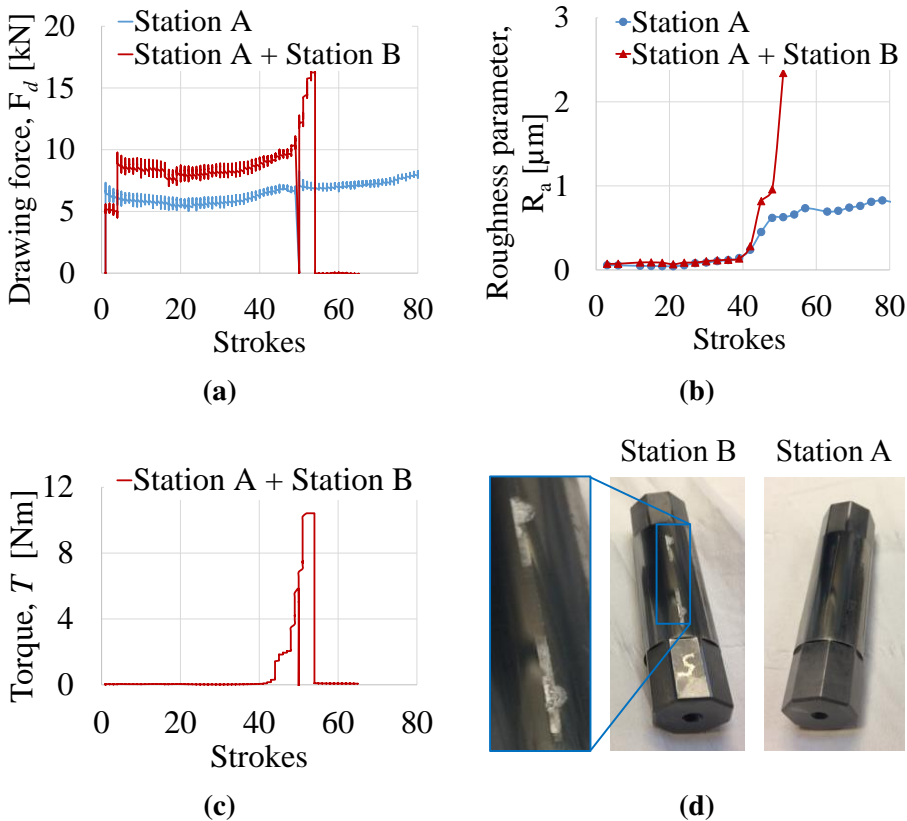 20
15
10
5
0
0 20 40 60 80
Drawing force, F_d [kN]
Station A
Station A + Station B
Strokes
(a)
3
2
1
0
0 20 40 60 80
Roughness parameter,
R_a [µm]
Station A
Station A + Station B
Strokes
(b)
12
8
4
0
0 20 40 60 80
Torque, T [Nm]
Station A + Station B
Strokes
(c)
Station B
Station A
5
(d)